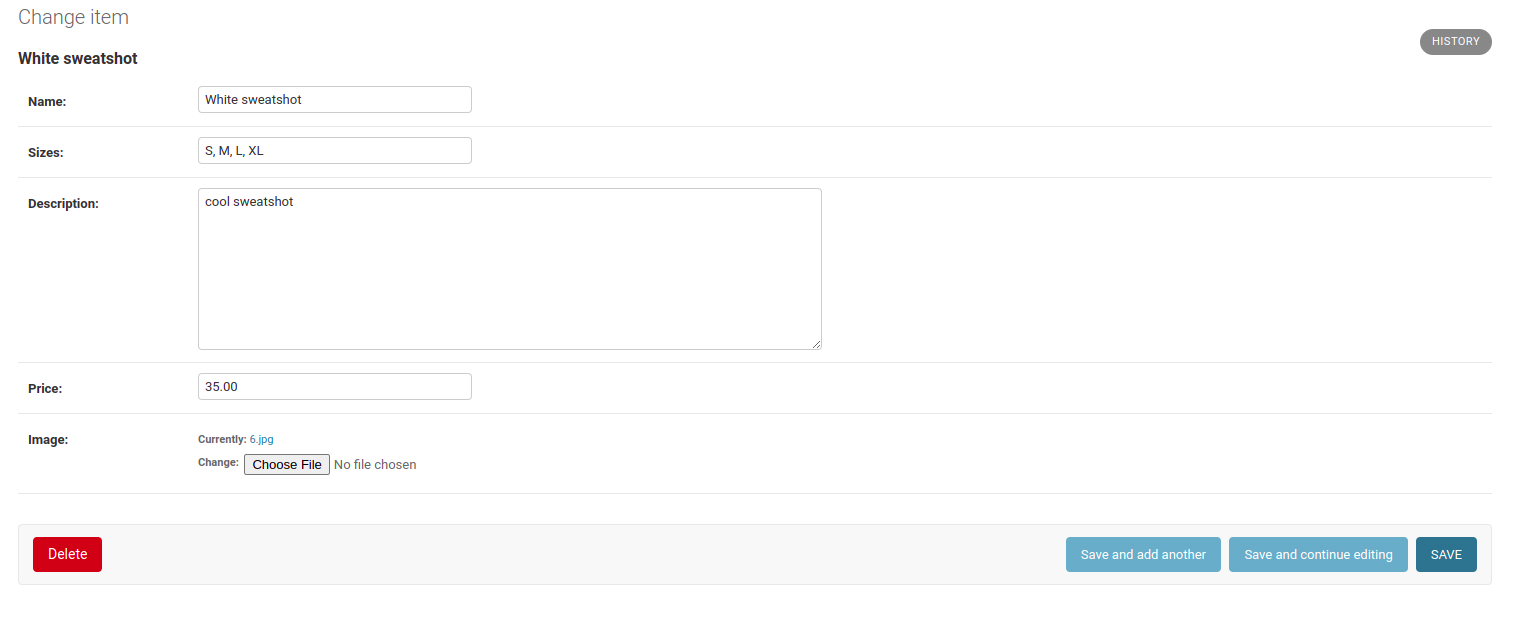 Change item
HISTORY
White sweatshot
Name: White sweatshot
Sizes: S, M, L, XL
Description: cool sweatshot
Price: 35.00
Image: Currently: 6.jpg
Change: Choose File No file chosen
Delete Save and add another Save and continue editing SAVE